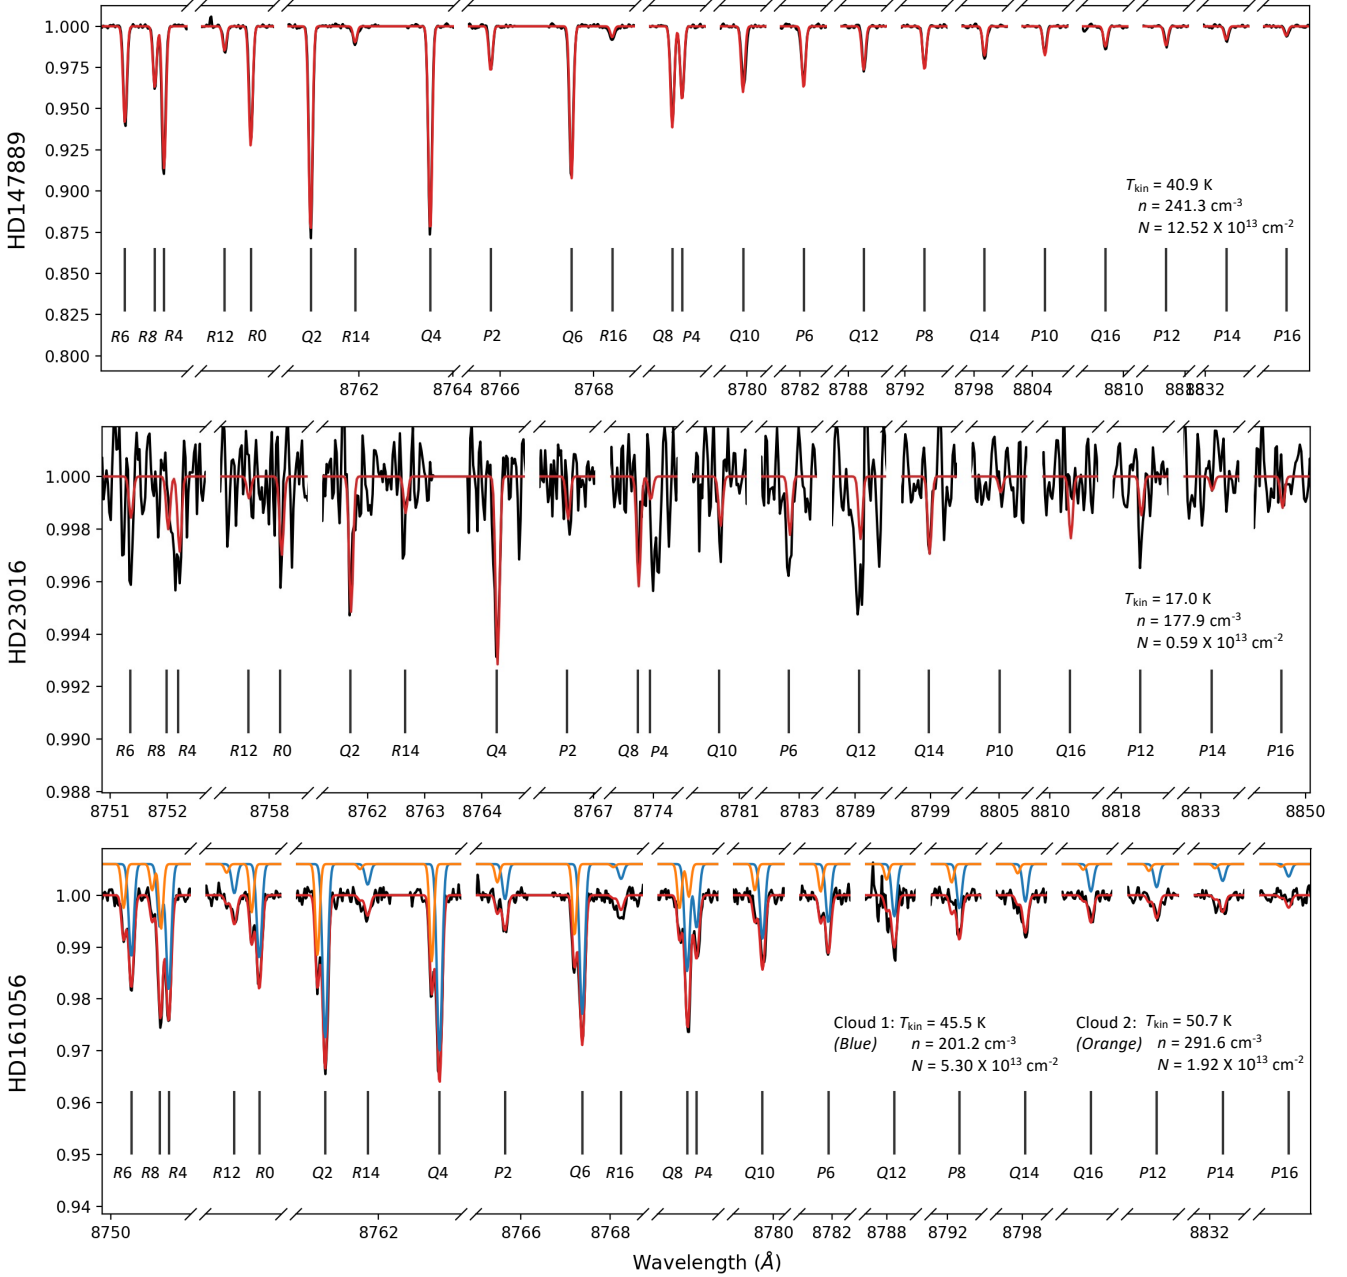 1.000
0.975
0.950
0.925
0.900
0.875
0.850
0.825
0.800
HD147889
Tkin = 40.9 K
n = 241.3 cm-3
N = 12.52 X 10^13 cm-2
R6 R8 R4 R12 R0 Q2 R14 Q4 P2 Q6 R16 Q8 P4 Q10 P6 Q12 P8 Q14 P10 Q16 P12 P14 P16
8762 8764 8766 8768 8780 8782 8788 8792 8798 8804 8810 8832
1.000
0.998
0.996
0.994
0.992
0.990
0.988
HD23016
Tkin = 17.0 K
n = 177.9 cm-3
N = 0.59 X 10^13 cm-2
R6 R8 R4 R12 R0 Q2 R14 Q4 P2 Q8 P4 Q10 P6 Q12 Q14 P10 Q16 P12 P14 P16
8751 8752 8758 8762 8763 8764 8767 8774 8781 8783 8789 8799 8805 8810 8818 8833 8850
1.00
0.99
0.98
0.97
0.96
0.95
0.94
HD161056
Cloud 1: Tkin = 45.5 K
(Blue) n = 201.2 cm-3
N = 5.30 X 10^13 cm-2
Cloud 2: Tkin = 50.7 K
(Orange) n = 291.6 cm-3
N = 1.92 X 10^13 cm-2
R6 R8 R4 R12 R0 Q2 R14 Q4 P2 Q6 R16 Q8 P4 Q10 P6 Q12 P8 Q14 Q16 P12 P14 P16
8750 8762 8766 8768 8780 8782 8788 8792 8798 8832
Wavelength (Å)